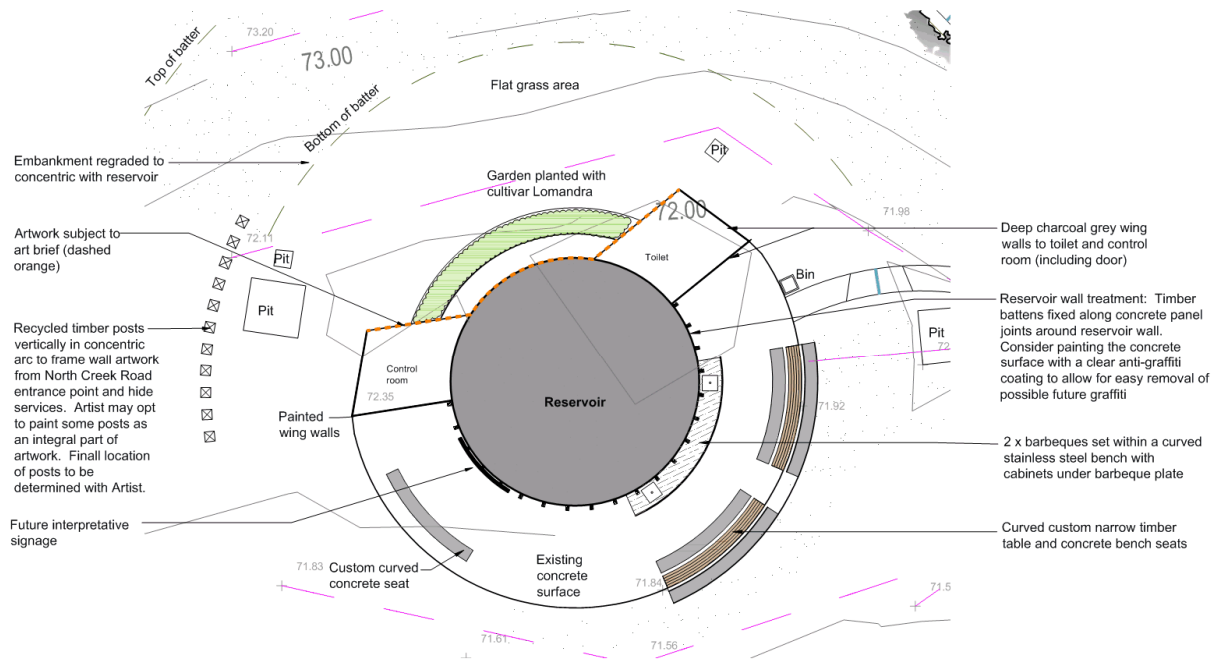 73.20
73.00
Top of batter
Flat grass area
Bottom of batter
Pit
Embankment regraded to
concentric with reservoir
Garden planted with
cultivar Lomandra
72.00
71.98
Artwork subject to
art brief (dashed
orange)
72.11
Pit
Toilet
Deep charcoal grey wing
walls to toilet and control
room (including door)
Bin
Pit
Recycled timber posts
vertically in concentric
arc to frame wall artwork
from North Creek Road
entrance point and hide
services. Artist may opt
to paint some posts as
an integral part of
artwork. Finall location
of posts to be
determined with Artist.
Reservoir wall treatment: Timber
battens fixed along concrete panel
joints around reservoir wall.
Consider painting the concrete
surface with a clear anti-graffiti
coating to allow for easy removal of
possible future graffiti
Pit
72
Control
room
72.35
Reservoir
71.92
Painted
wing walls
2 x barbeques set within a curved
stainless steel bench with
cabinets under barbeque plate
Future interpretative
signage
Curved custom narrow timber
table and concrete bench seats
Existing
concrete
surface
71.83
Custom curved
concrete seat
71.84
71.5
71.61
71.56